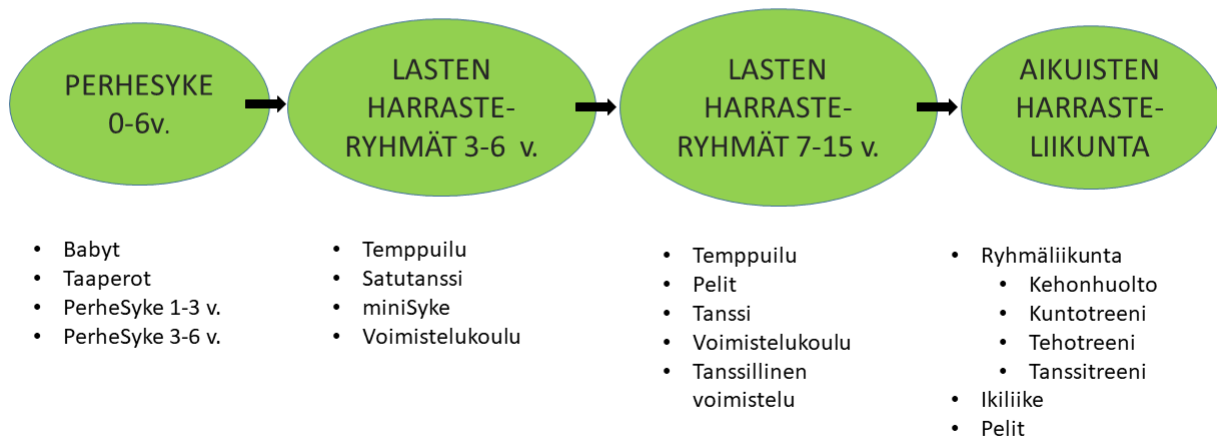 PERHESYKE
0-6v.
LASTEN
HARRASTE-
RYHMÄT 3-6 v.
LASTEN
HARRASTE-
RYHMÄT 7-15 v.
AIKUISTEN
HARRASTE-
LIIKUNTA
• Babyt
• Taaperot
• PerheSyke 1-3 v.
• PerheSyke 3-6 v.
• Temppuilu
• Satutanssi
• miniSyke
• Voimistelukoulu
• Temppuilu
• Pelit
• Tanssi
• Voimistelukoulu
• Tanssillinen
voimistelu
• Ryhmäliikunta
• Kehonhuolto
• Kuntotreeni
• Tehotreeni
• Tanssitreeni
• Ikiliike
• Pelit